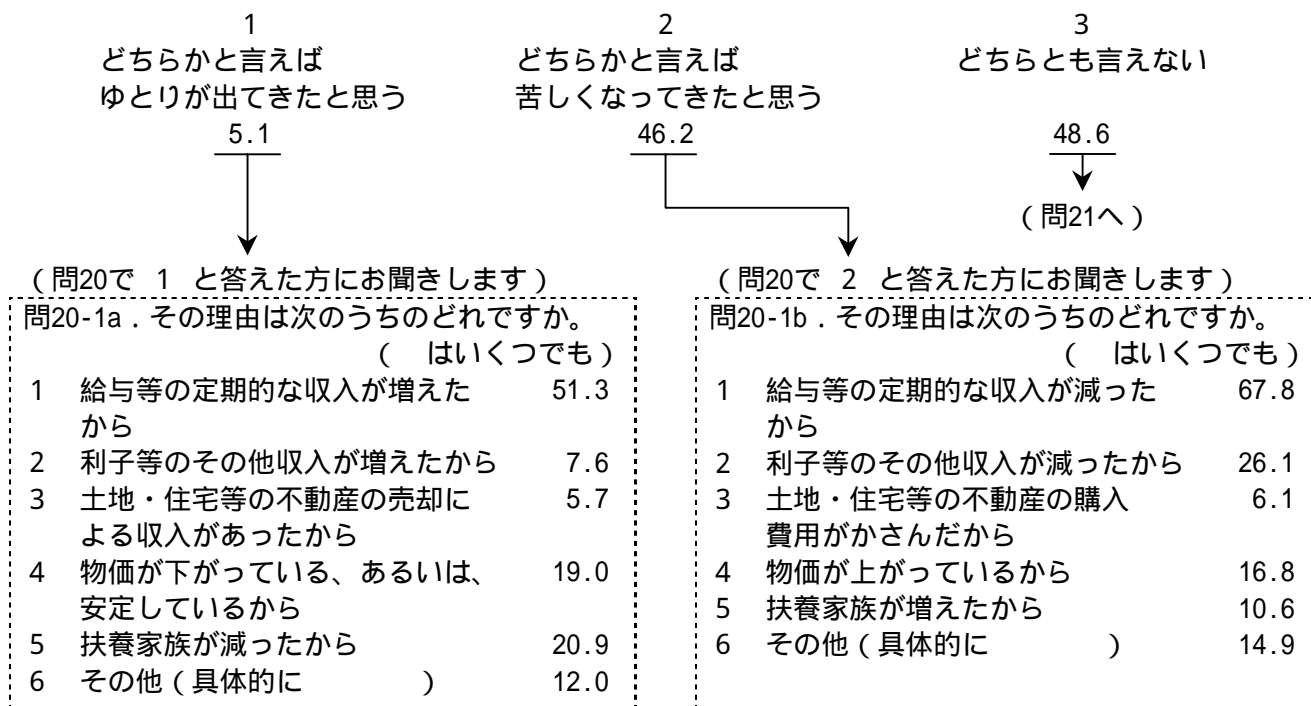 1
どちらかと言えば
ゆとりが出てきたと思う
5.1
2
どちらかと言えば
苦しくなってきたと思う
46.2
3
どちらとも言えない
48.6
(問21へ)
(問20で 1 と答えた方にお聞きします)
問20-1a.その理由は次のうちのどれですか。
( はいくつでも)
1 給与等の定期的な収入が増えた 51.3
から
2 利子等のその他収入が増えたから 7.6
3 土地・住宅等の不動産の売却に 5.7
よる収入があったから
4 物価が下がっている、あるいは、 19.0
安定しているから
5 扶養家族が減ったから 20.9
6 その他(具体的に ) 12.0
(問20で 2 と答えた方にお聞きします)
問20-1b.その理由は次のうちのどれですか。
( はいくつでも)
1 給与等の定期的な収入が減った 67.8
から
2 利子等のその他収入が減ったから 26.1
3 土地・住宅等の不動産の購入 6.1
費用がかさんだから
4 物価が上がっているから 16.8
5 扶養家族が増えたから 10.6
6 その他(具体的に ) 14.9